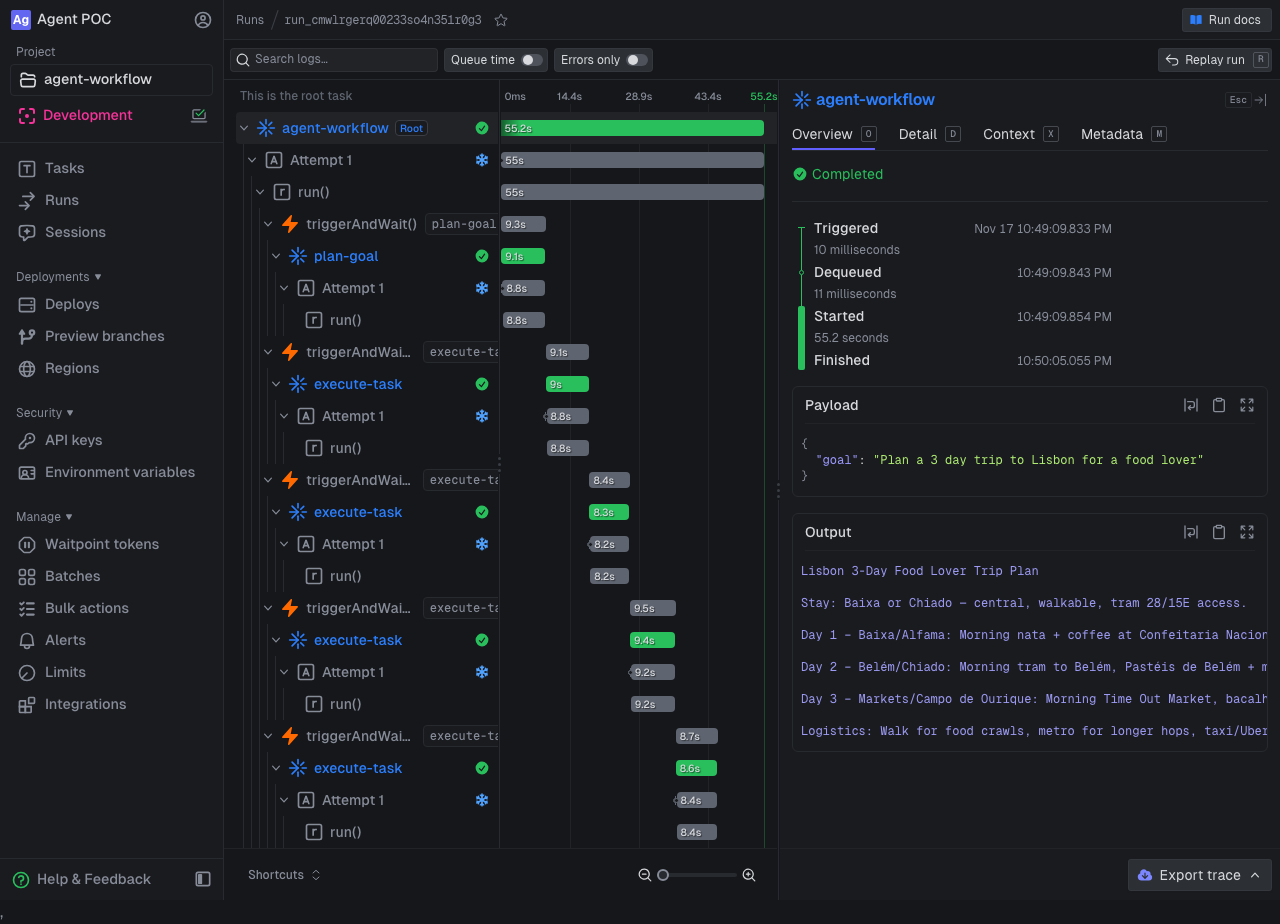 Ag Agent POC
Project
agent-workflow
Development
Tasks
Runs
Sessions
Deployments
Deploys
Preview branches
Regions
Security
API keys
Environment variables
Manage
Waitpoint tokens
Batches
Bulk actions
Alerts
Limits
Integrations
Help & Feedback
Runs / run_cmwlrgerq00233so4n351r0g3
Run docs
Search logs…
Queue time
Errors only
Replay run R
This is the root task
0ms 14.4s 28.9s 43.4s 55.2s
agent-workflow Root 55.2s
A Attempt 1 55s
r run() 55s
triggerAndWait() plan-goal 9.3s
plan-goal 9.1s
A Attempt 1 8.8s
r run() 8.8s
triggerAndWai… execute-ta 9.1s
execute-task 9s
A Attempt 1 8.8s
r run() 8.8s
triggerAndWai… execute-ta 8.4s
execute-task 8.3s
A Attempt 1 8.2s
r run() 8.2s
triggerAndWai… execute-ta 9.5s
execute-task 9.4s
A Attempt 1 9.2s
r run() 9.2s
triggerAndWai… execute-ta 8.7s
execute-task 8.6s
A Attempt 1 8.4s
r run() 8.4s
Shortcuts
agent-workflow
Esc
Overview O Detail D Context X Metadata M
Completed
Triggered Nov 17 10:49:09.833 PM
10 milliseconds
Dequeued 10:49:09.843 PM
11 milliseconds
Started 10:49:09.854 PM
55.2 seconds
Finished 10:50:05.055 PM
Payload
{
"goal": "Plan a 3 day trip to Lisbon for a food lover"
}
Output
Lisbon 3-Day Food Lover Trip Plan
Stay: Baixa or Chiado — central, walkable, tram 28/15E access.
Day 1 – Baixa/Alfama: Morning nata + coffee at Confeitaria Nacion
Day 2 – Belém/Chiado: Morning tram to Belém, Pastéis de Belém + m
Day 3 – Markets/Campo de Ourique: Morning Time Out Market, bacalh
Logistics: Walk for food crawls, metro for longer hops, taxi/Uber
Export trace